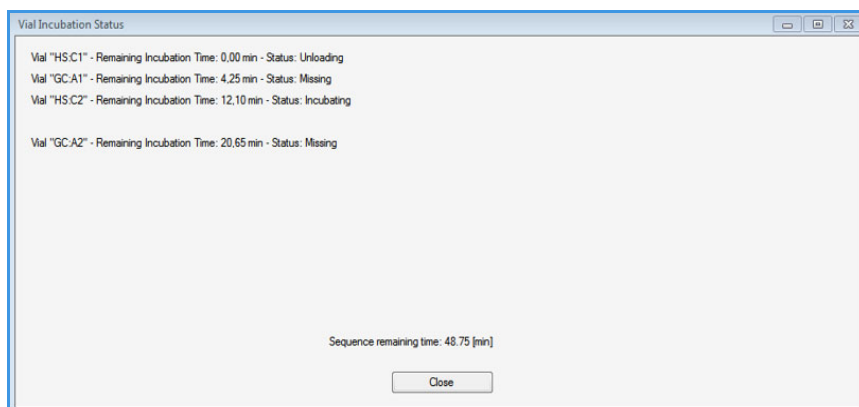 Vial Incubation Status
Vial "HS:C1" - Remaining Incubation Time: 0,00 min - Status: Unloading
Vial "GC:A1" - Remaining Incubation Time: 4,25 min - Status: Missing
Vial "HS:C2" - Remaining Incubation Time: 12,10 min - Status: Incubating
Vial "GC:A2" - Remaining Incubation Time: 20,65 min - Status: Missing
Sequence remaining time: 48.75 [min]
Close